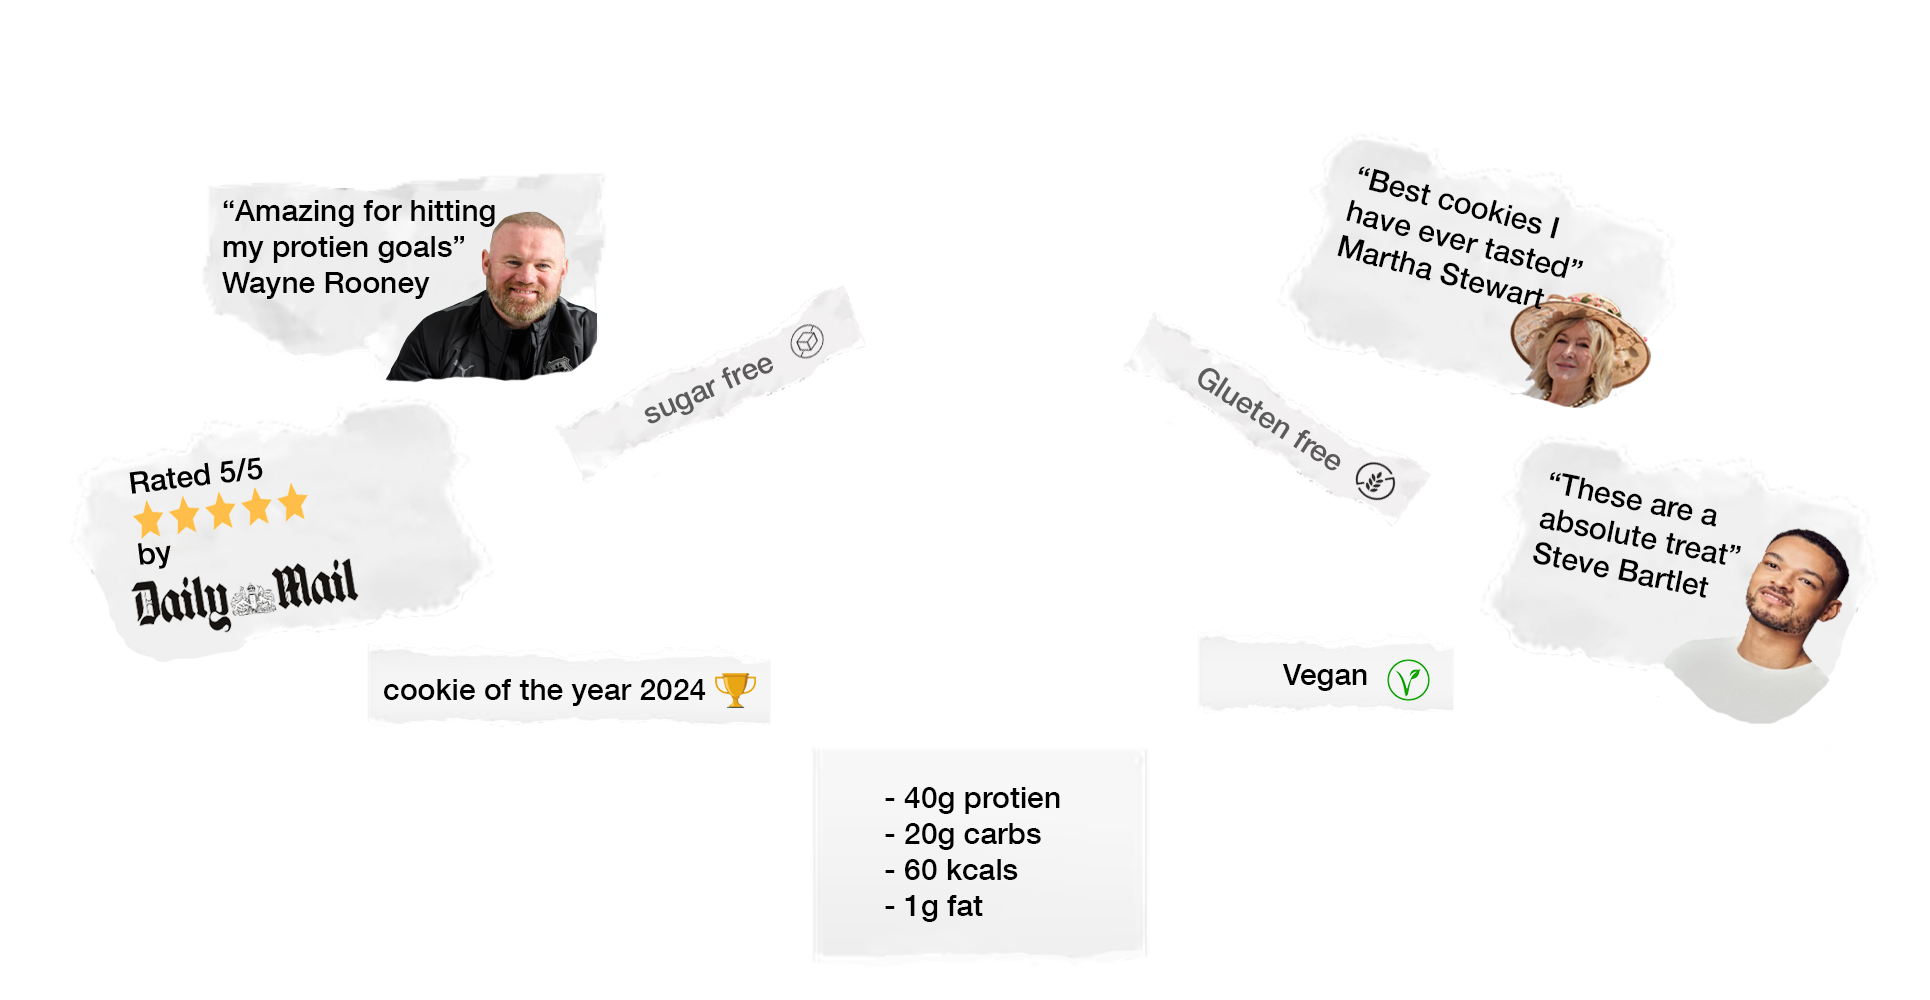 “Amazing for hitting
my protien goals”
Wayne Rooney
“Best cookies I
have ever tasted”
Martha Stewart
sugar free
Glueten free
Rated 5/5
by
Daily Mail
“These are a
absolute treat”
Steve Bartlet
cookie of the year 2024
Vegan
- 40g protien
- 20g carbs
- 60 kcals
- 1g fat